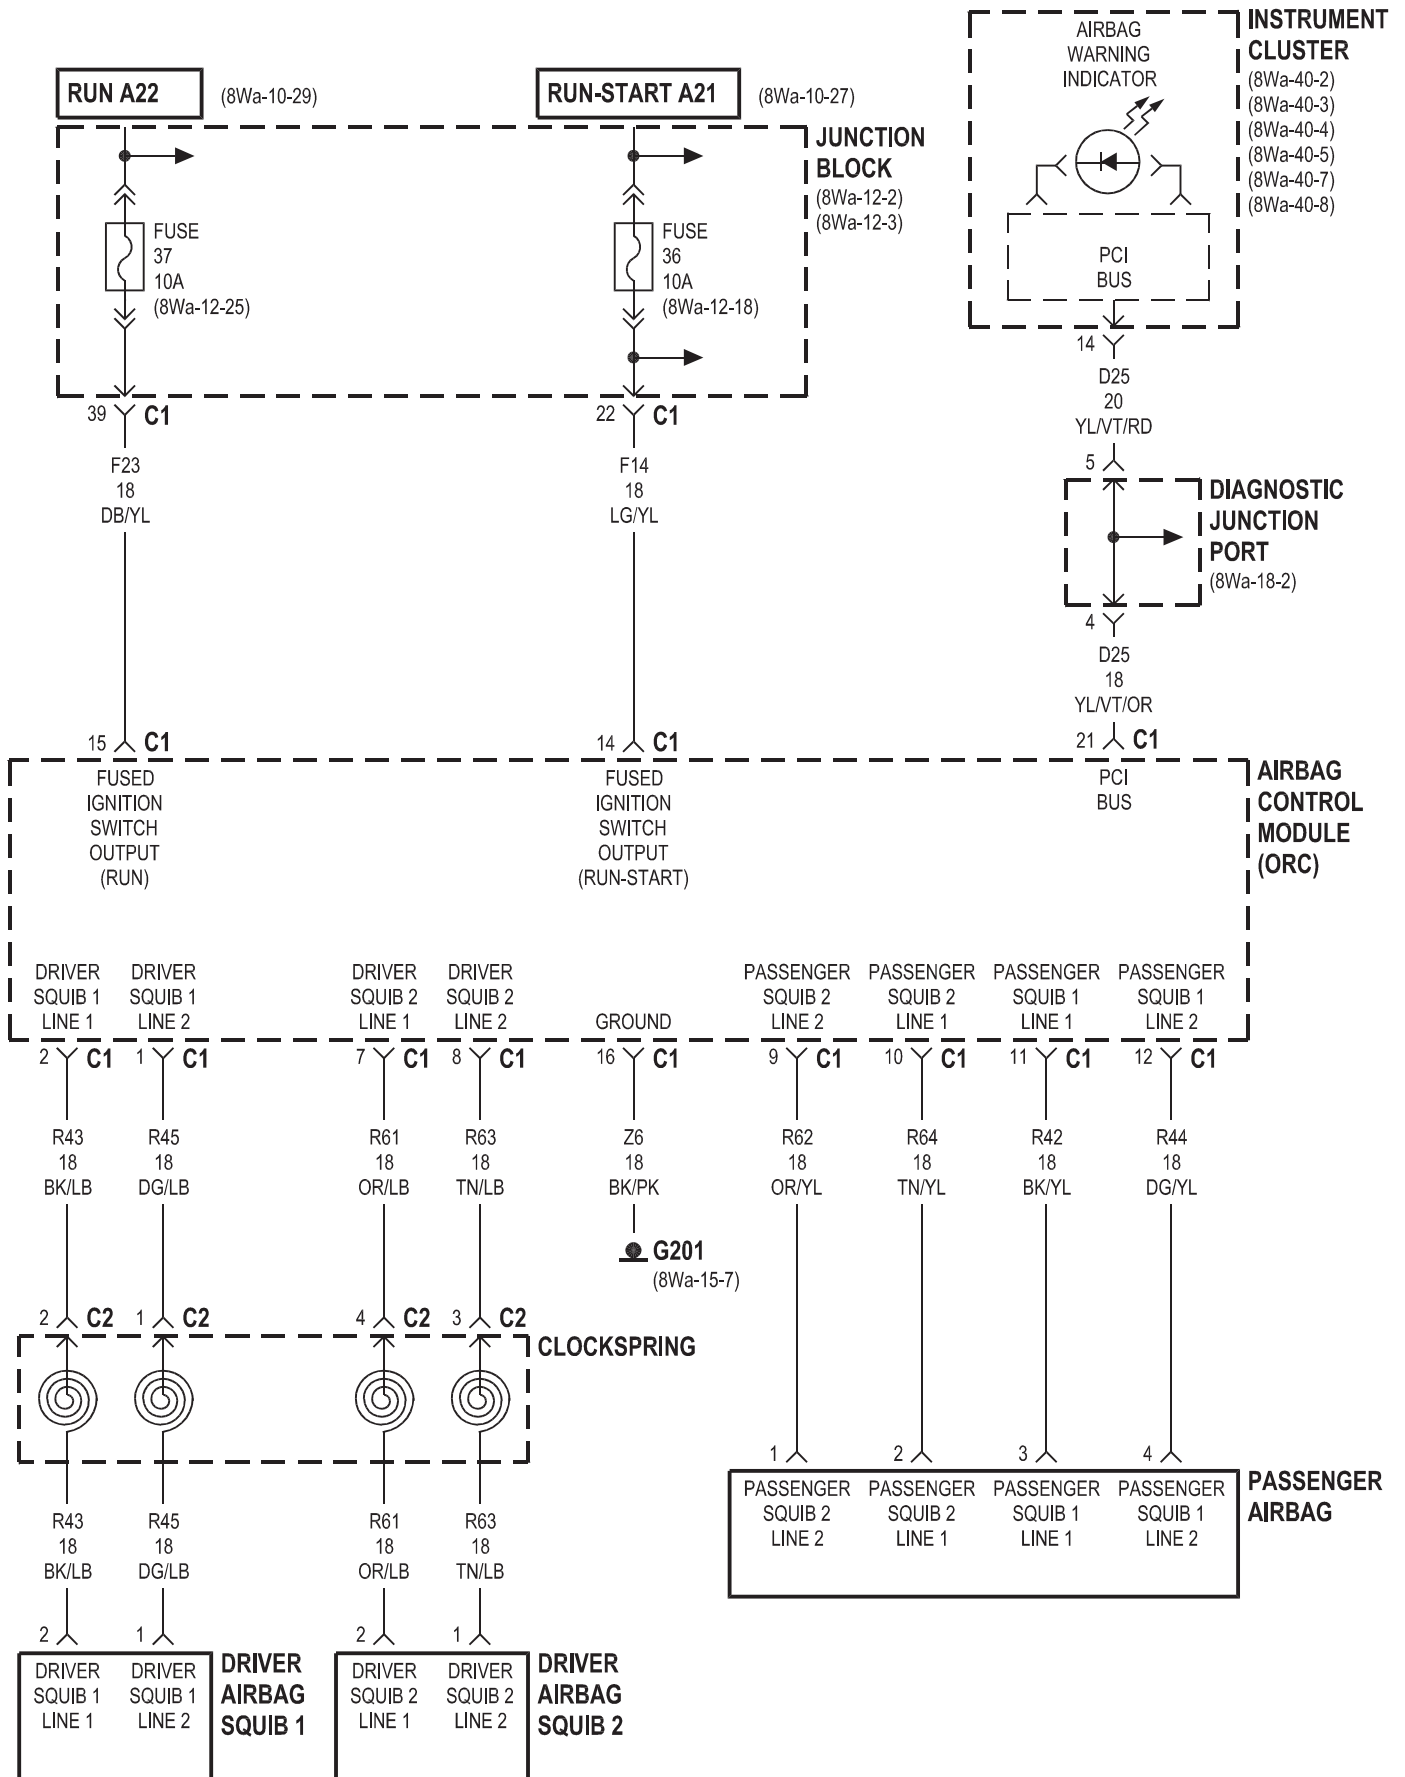 INSTRUMENT
CLUSTER
(8Wa-40-2)
(8Wa-40-3)
(8Wa-40-4)
(8Wa-40-5)
(8Wa-40-7)
(8Wa-40-8)
AIRBAG
WARNING
INDICATOR
PCI
BUS
RUN A22
(8Wa-10-29)
RUN-START A21
(8Wa-10-27)
JUNCTION
BLOCK
(8Wa-12-2)
(8Wa-12-3)
FUSE
37
10A
(8Wa-12-25)
FUSE
36
10A
(8Wa-12-18)
39 C1
22 C1
14
F23
18
DB/YL
F14
18
LG/YL
D25
20
YL/VT/RD
5
DIAGNOSTIC
JUNCTION
PORT
(8Wa-18-2)
4
D25
18
YL/VT/OR
15 C1
14 C1
21 C1
AIRBAG
CONTROL
MODULE
(ORC)
FUSED
IGNITION
SWITCH
OUTPUT
(RUN)
FUSED
IGNITION
SWITCH
OUTPUT
(RUN-START)
PCI
BUS
DRIVER
SQUIB 1
LINE 1
DRIVER
SQUIB 1
LINE 2
DRIVER
SQUIB 2
LINE 1
DRIVER
SQUIB 2
LINE 2
GROUND
PASSENGER
SQUIB 2
LINE 2
PASSENGER
SQUIB 2
LINE 1
PASSENGER
SQUIB 1
LINE 1
PASSENGER
SQUIB 1
LINE 2
2 C1
1 C1
7 C1
8 C1
16 C1
9 C1
10 C1
11 C1
12 C1
R43
18
BK/LB
R45
18
DG/LB
R61
18
OR/LB
R63
18
TN/LB
Z6
18
BK/PK
R62
18
OR/YL
R64
18
TN/YL
R42
18
BK/YL
R44
18
DG/YL
G201
(8Wa-15-7)
2 C2
1 C2
4 C2
3 C2
CLOCKSPRING
1
2
3
4
PASSENGER
AIRBAG
PASSENGER
SQUIB 2
LINE 2
PASSENGER
SQUIB 2
LINE 1
PASSENGER
SQUIB 1
LINE 1
PASSENGER
SQUIB 1
LINE 2
R43
18
BK/LB
R45
18
DG/LB
R61
18
OR/LB
R63
18
TN/LB
2
1
2
1
DRIVER
SQUIB 1
LINE 1
DRIVER
SQUIB 1
LINE 2
DRIVER
AIRBAG
SQUIB 1
DRIVER
SQUIB 2
LINE 1
DRIVER
SQUIB 2
LINE 2
DRIVER
AIRBAG
SQUIB 2